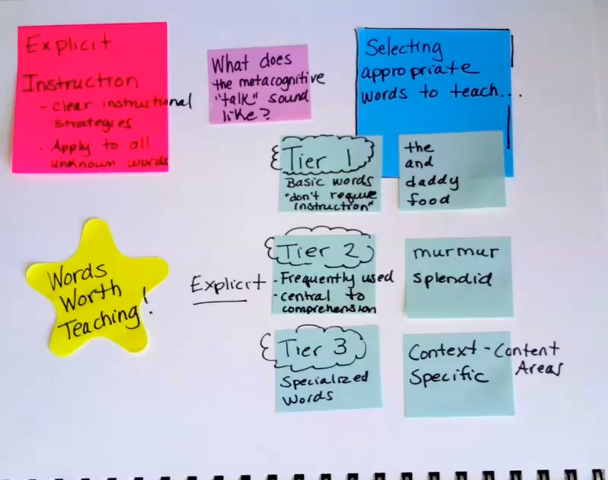 Explicit
Instruction
- clear instructional
strategies
- Apply to all
unknown words
What does
the metacognitive
"talk" sound
like?
Selecting
appropriate
words to teach...
Tier 1
Basic words
"don't require
instruction"
the
and
daddy
food
Words
Worth
Teaching!
Explicit
Tier 2
- Frequently used
- central to
comprehension
murmur
splendid
Tier 3
Specialized
Words
Context - Content
Specific Areas